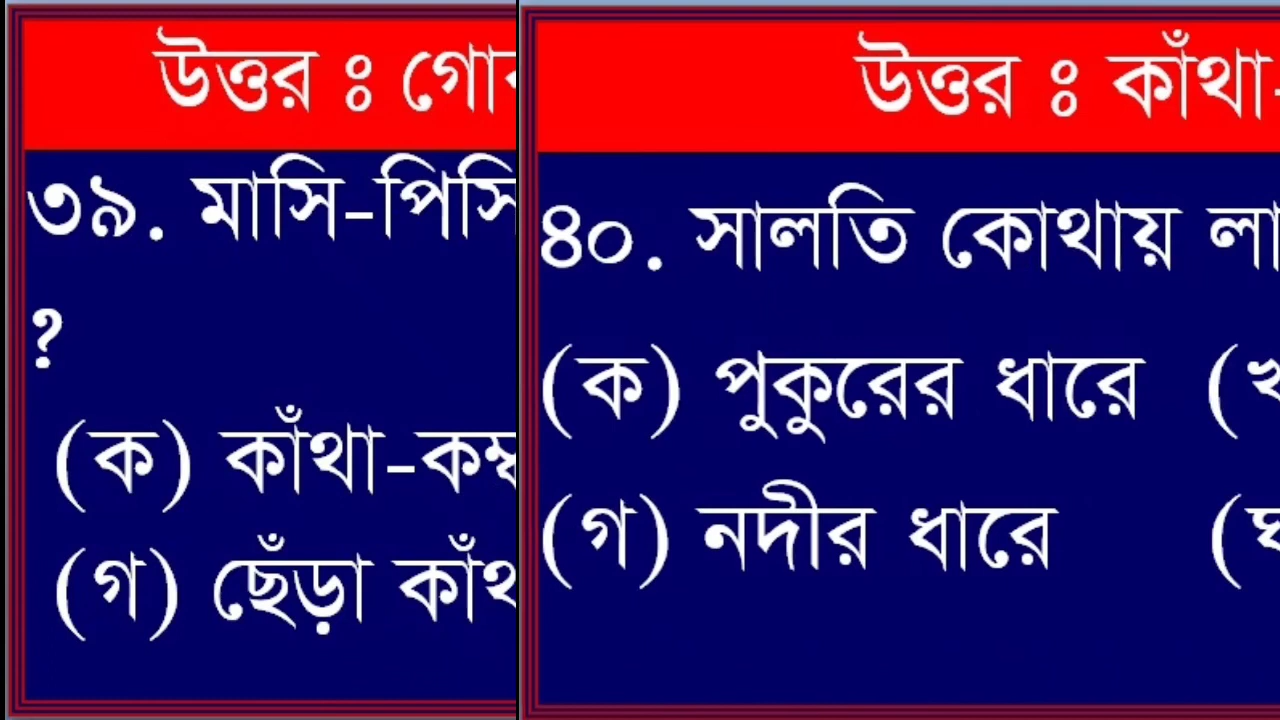 উত্তর ঃ
৩৯. মাসি-পিসি
?
(ক) কাঁথা-কম্ব
(গ) ছেঁড়া কাঁথ
উত্তর ঃ কাঁথা-
৪০. সালতি কোথায় লা
(ক) পুকুরের ধারে (খ
(গ) নদীর ধারে (ঘ